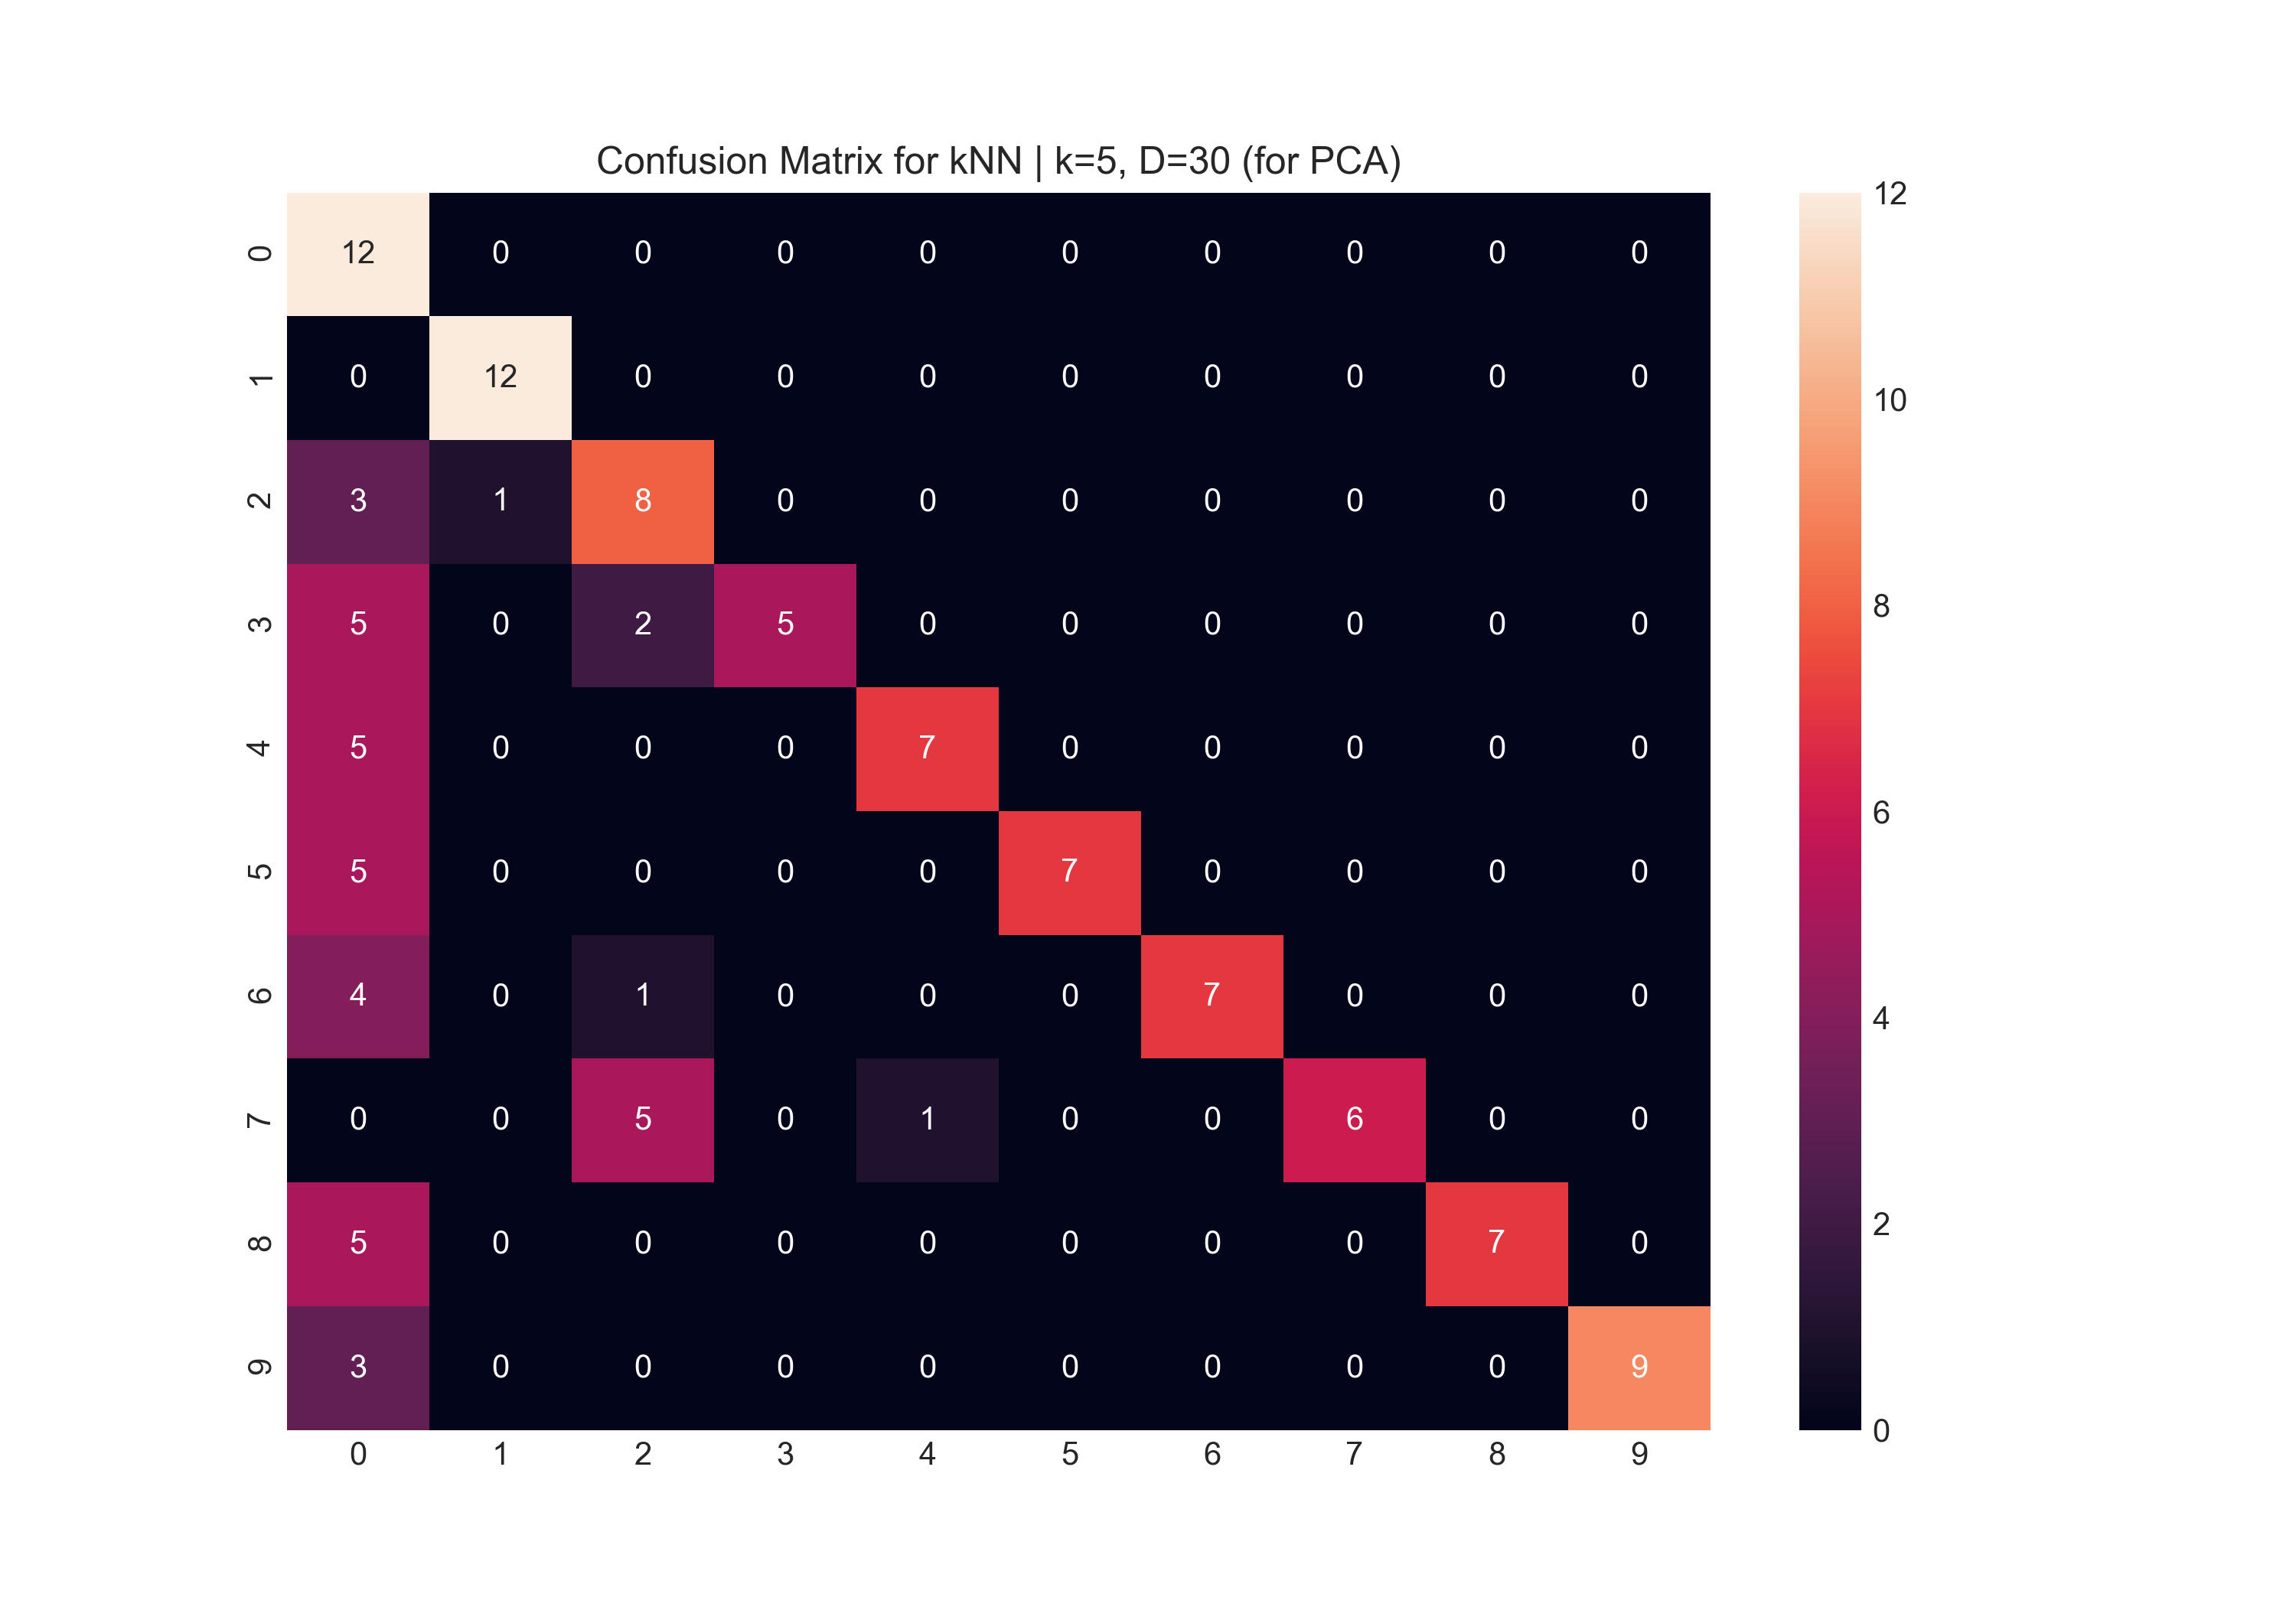 Confusion Matrix for kNN | k=5, D=30 (for PCA)
0 12 0 0 0 0 0 0 0 0 0
1 0 12 0 0 0 0 0 0 0 0
2 3 1 8 0 0 0 0 0 0 0
3 5 0 2 5 0 0 0 0 0 0
4 5 0 0 0 7 0 0 0 0 0
5 5 0 0 0 0 7 0 0 0 0
6 4 0 1 0 0 0 7 0 0 0
7 0 0 5 0 1 0 0 6 0 0
8 5 0 0 0 0 0 0 0 7 0
9 3 0 0 0 0 0 0 0 0 9
0 1 2 3 4 5 6 7 8 9
12
10
8
6
4
2
0